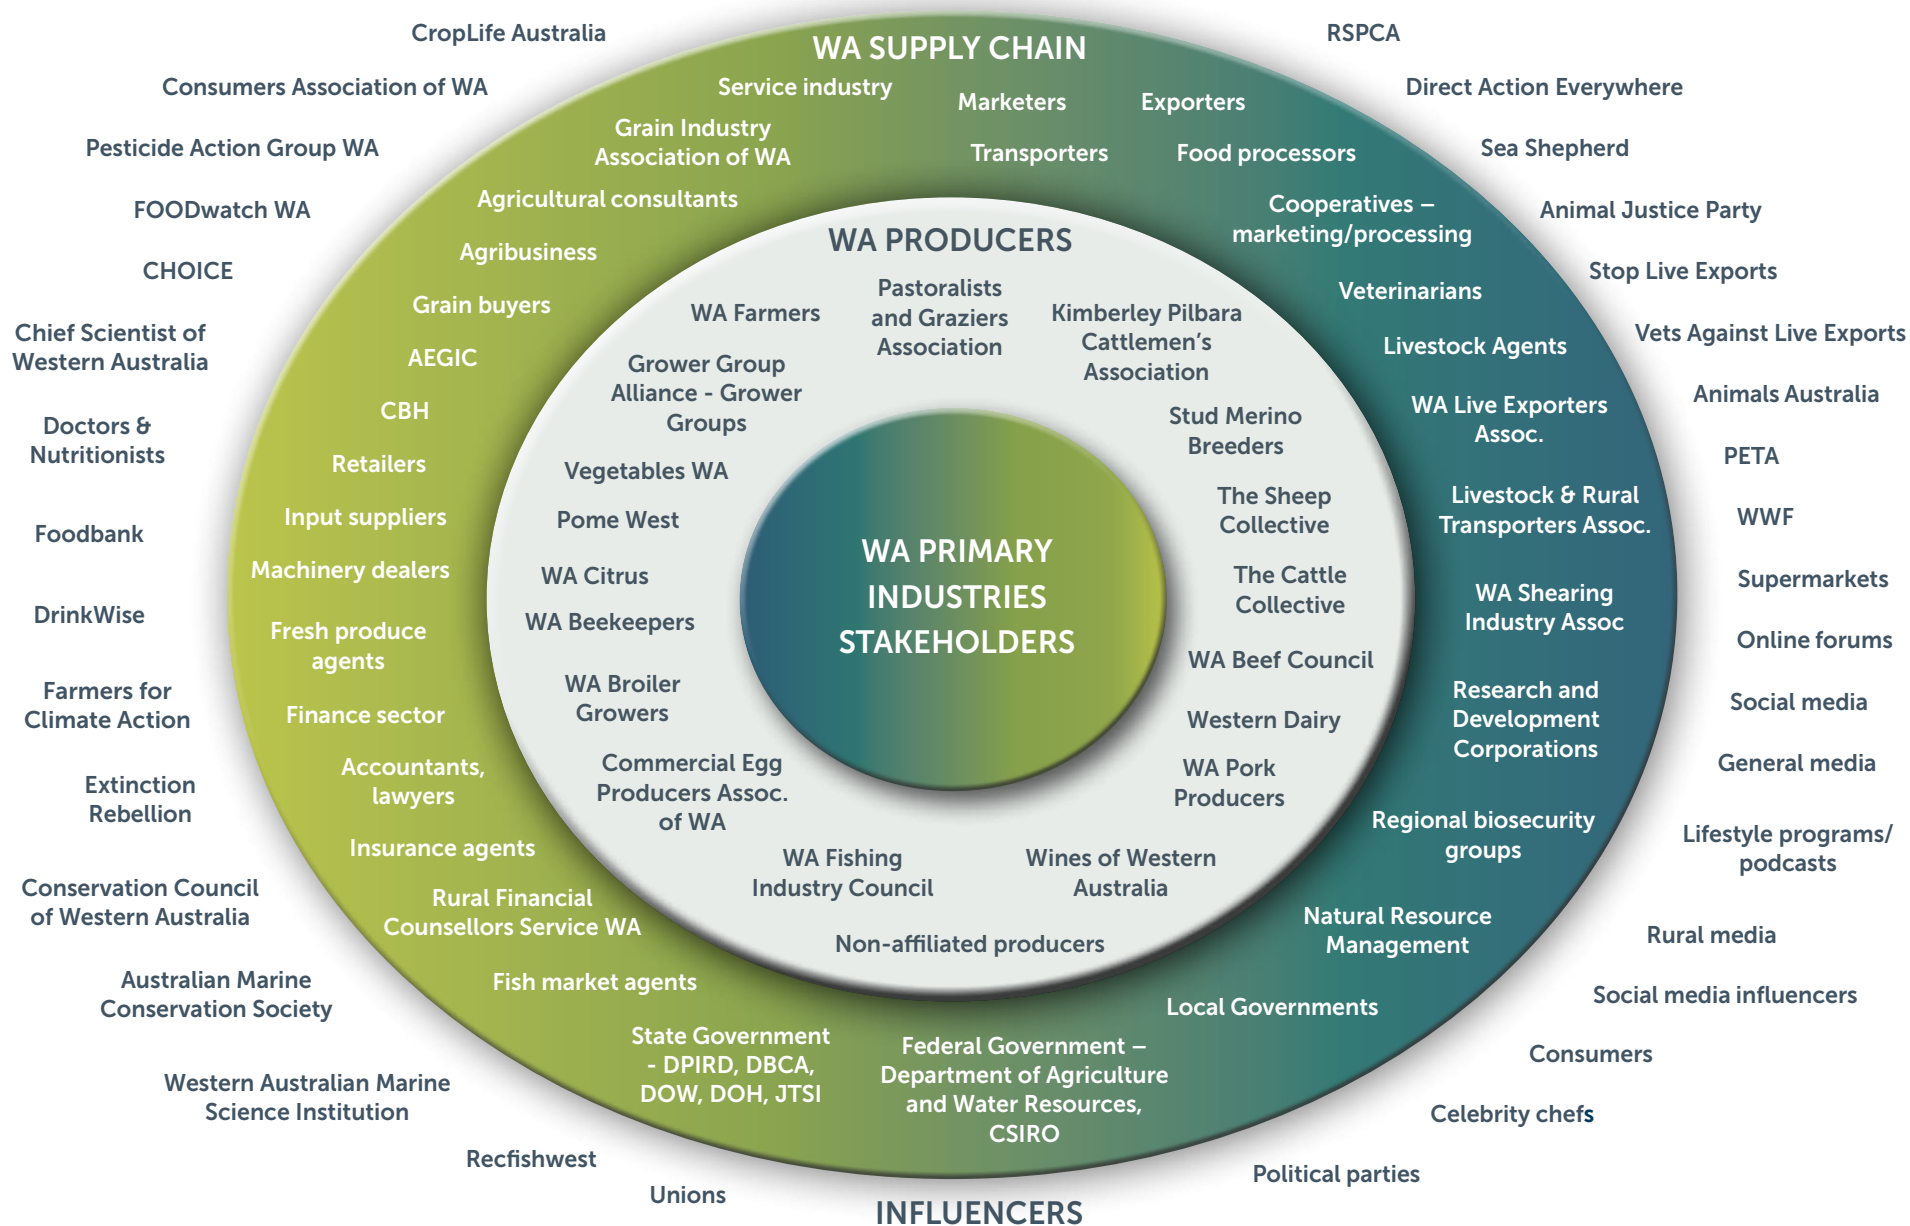 WA PRIMARY
INDUSTRIES
STAKEHOLDERS
WA PRODUCERS
Pastoralists
and Graziers
Association
Kimberley Pilbara
Cattlemen's
Association
Stud Merino
Breeders
The Sheep
Collective
The Cattle
Collective
WA Beef Council
Western Dairy
WA Pork
Producers
Wines of Western
Australia
Non-affiliated producers
WA Fishing
Industry Council
Commercial Egg
Producers Assoc.
of WA
WA Broiler
Growers
WA Beekeepers
WA Citrus
Pome West
Vegetables WA
Grower Group
Alliance - Grower
Groups
WA Farmers
WA SUPPLY CHAIN
Marketers
Exporters
Transporters
Food processors
Cooperatives –
marketing/processing
Veterinarians
Livestock Agents
WA Live Exporters
Assoc.
Livestock & Rural
Transporters Assoc.
WA Shearing
Industry Assoc
Research and
Development
Corporations
Regional biosecurity
groups
Natural Resource
Management
Local Governments
Federal Government –
Department of Agriculture
and Water Resources,
CSIRO
State Government
- DPIRD, DBCA,
DOW, DOH, JTSI
Fish market agents
Rural Financial
Counsellors Service WA
Insurance agents
Accountants,
lawyers
Finance sector
Fresh produce
agents
Machinery dealers
Input suppliers
Retailers
CBH
AEGIC
Grain buyers
Agribusiness
Agricultural consultants
Grain Industry
Association of WA
Service industry
RSPCA
Direct Action Everywhere
Sea Shepherd
Animal Justice Party
Stop Live Exports
Vets Against Live Exports
Animals Australia
PETA
WWF
Supermarkets
Online forums
Social media
General media
Lifestyle programs/
podcasts
Rural media
Social media influencers
Consumers
Celebrity chefs
Political parties
INFLUENCERS
Unions
Recfishwest
Western Australian Marine
Science Institution
Australian Marine
Conservation Society
Conservation Council
of Western Australia
Extinction
Rebellion
Farmers for
Climate Action
DrinkWise
Foodbank
Doctors &
Nutritionists
Chief Scientist of
Western Australia
CHOICE
FOODwatch WA
Pesticide Action Group WA
Consumers Association of WA
CropLife Australia